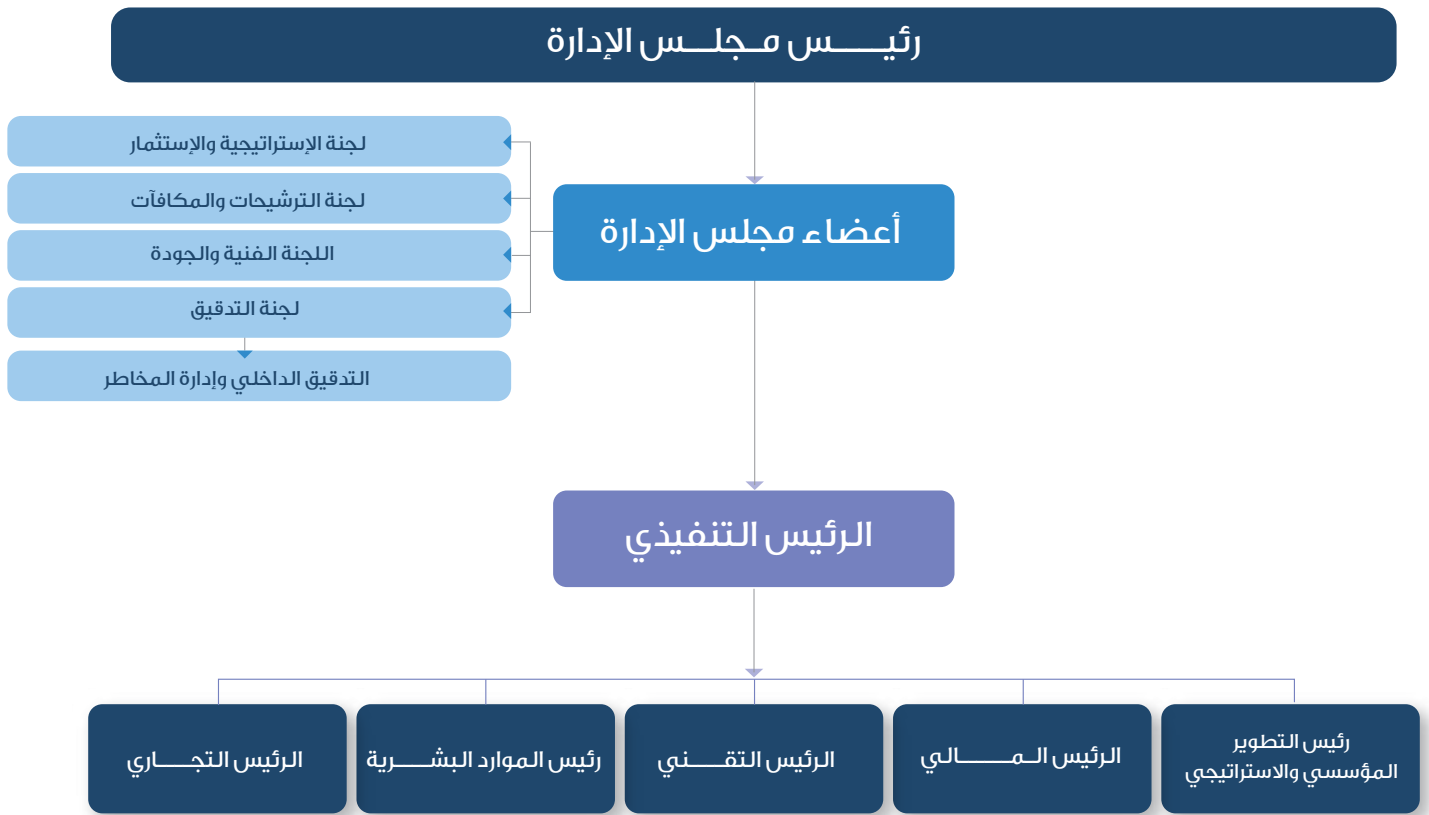 رئيس مجلس الإدارة
لجنة الإستراتيجية والإستثمار
لجنة الترشيحات والمكافآت
اللجنة الفنية والجودة
لجنة التدقيق
التدقيق الداخلي وإدارة المخاطر
أعضاء مجلس الإدارة
الرئيس التنفيذي
رئيس التطوير
المؤسسي والاستراتيجي
الرئيس المالي
الرئيس التقني
رئيس الموارد البشرية
الرئيس التجاري